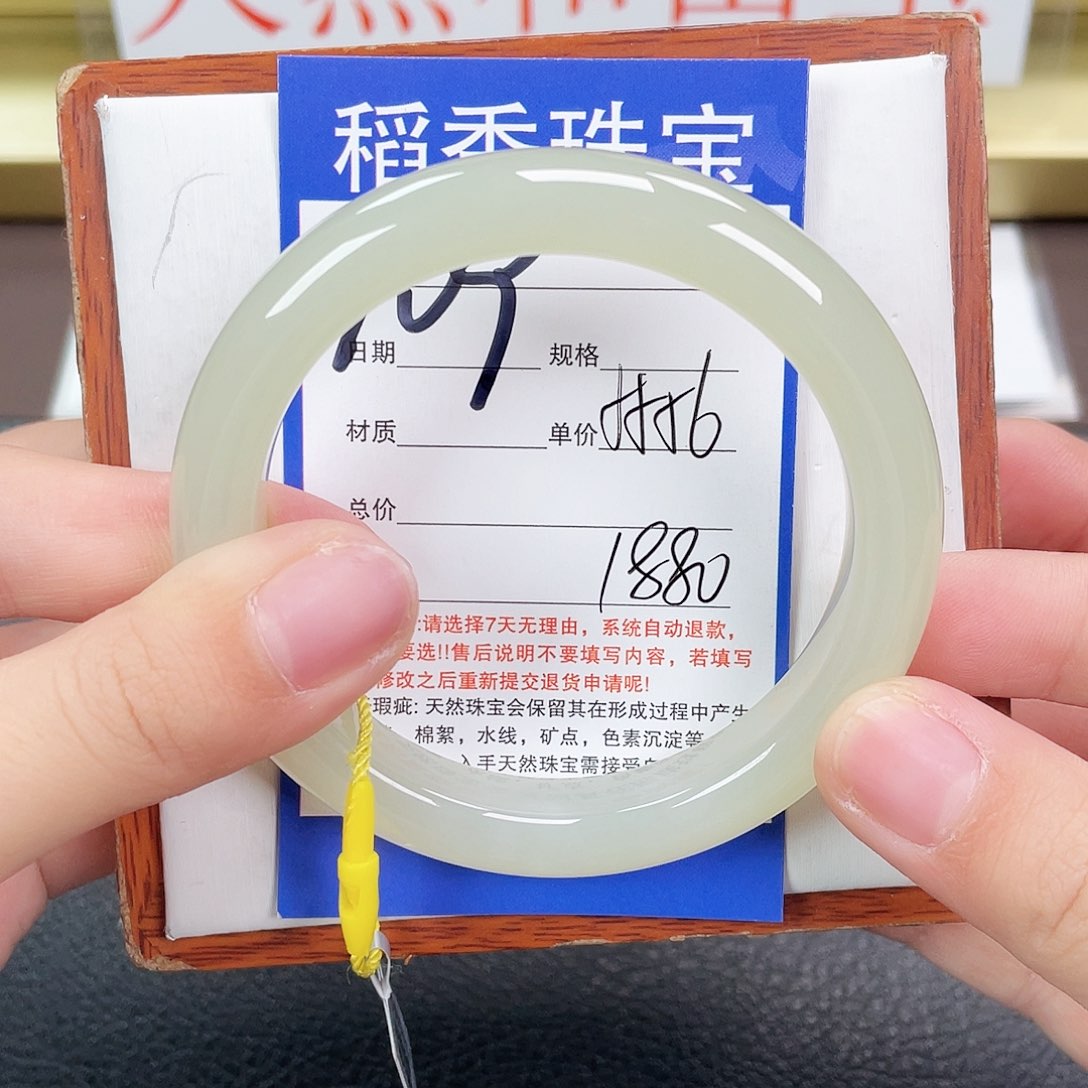 天然和田玉
稻香珠宝
日期 规格
材质 单价
总价
1880
:请选择7天无理由，系统自动退款，
要选!!售后说明不要填写内容，若填写
修改之后重新提交退货申请呢!
瑕疵: 天然珠宝会保留其在形成过程中产生
棉絮，水线，矿点，色素沉淀等
入手天然珠宝需接受